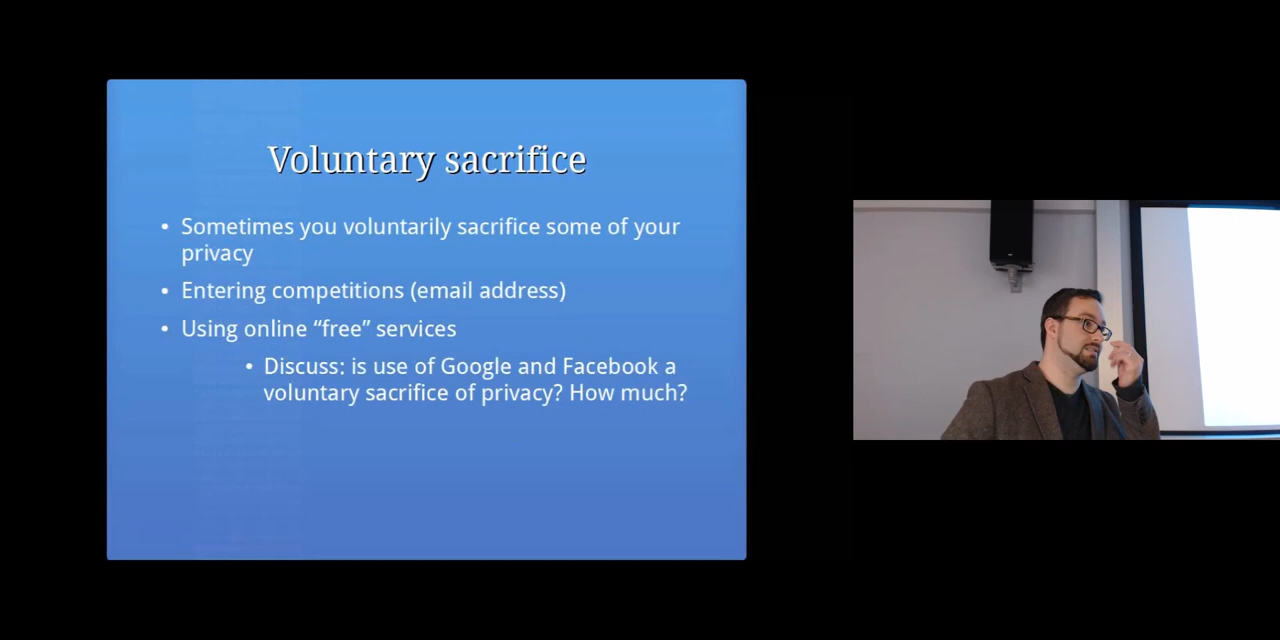 Voluntary sacrifice
• Sometimes you voluntarily sacrifice some of your
privacy
• Entering competitions (email address)
• Using online “free” services
• Discuss: is use of Google and Facebook a
voluntary sacrifice of privacy? How much?